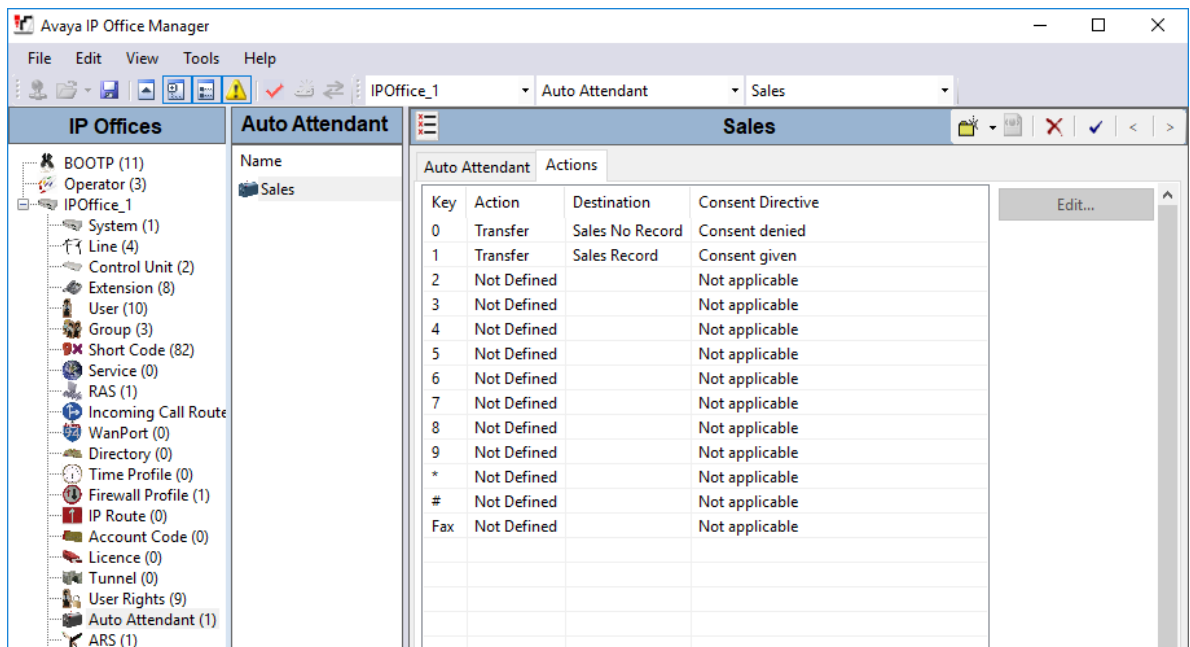 Avaya IP Office Manager
File Edit View Tools Help
IPOffice_1 Auto Attendant Sales
IP Offices
BOOTP (11)
Operator (3)
IPOffice_1
System (1)
Line (4)
Control Unit (2)
Extension (8)
User (10)
Group (3)
Short Code (82)
Service (0)
RAS (1)
Incoming Call Route
WanPort (0)
Directory (0)
Time Profile (0)
Firewall Profile (1)
IP Route (0)
Account Code (0)
Licence (0)
Tunnel (0)
User Rights (9)
Auto Attendant (1)
ARS (1)
Auto Attendant
Name
Sales
Sales
Auto Attendant Actions
Key Action Destination Consent Directive
0 Transfer Sales No Record Consent denied
1 Transfer Sales Record Consent given
2 Not Defined Not applicable
3 Not Defined Not applicable
4 Not Defined Not applicable
5 Not Defined Not applicable
6 Not Defined Not applicable
7 Not Defined Not applicable
8 Not Defined Not applicable
9 Not Defined Not applicable
* Not Defined Not applicable
# Not Defined Not applicable
Fax Not Defined Not applicable
Edit...